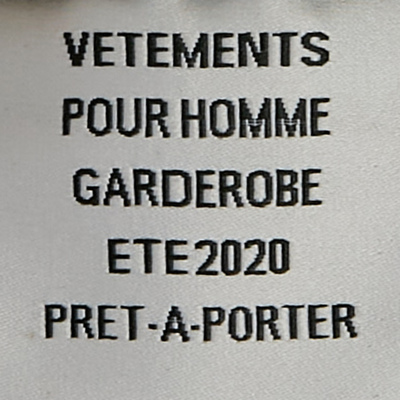 VETEMENTS
POUR HOMME
GARDEROBE
ETE2020
PRET-A-PORTER